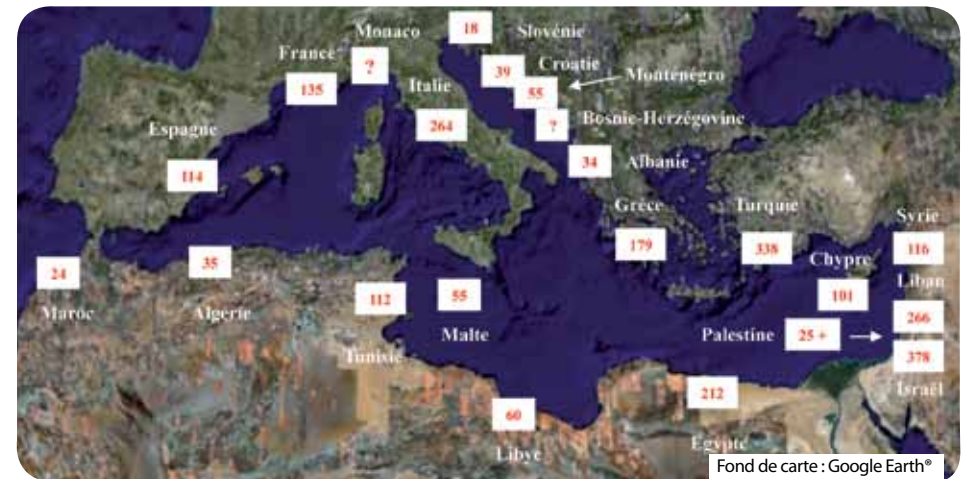 Monaco
18
Slovénie
France
?
39
Croatie
135
Italie
55
Monténégro
264
?
Bosnie-Herzégovine
Espagne
34
Albanie
114
Grèce
Turquie
Syrie
179
338
116
24
35
Chypre
Liban
112
55
101
266
Maroc
Algérie
Malte
Palestine
25 +
378
Tunisie
212
Israël
60
Libye
Egypte
Fond de carte : Google Earth®